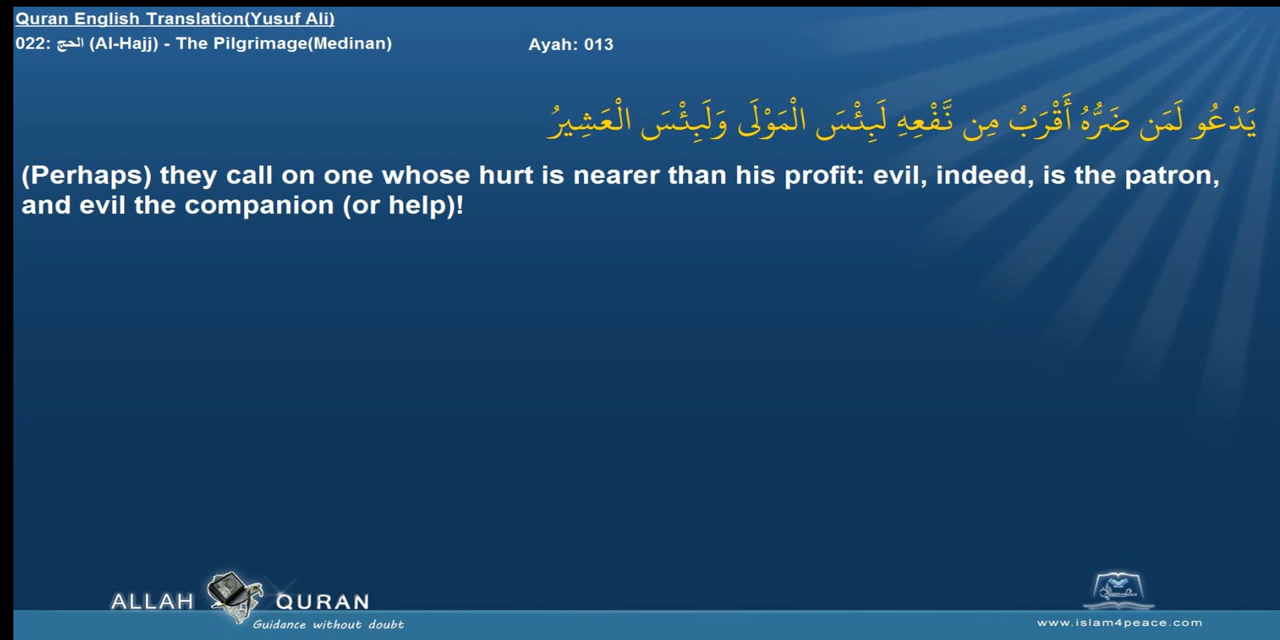 Quran English Translation(Yusuf Ali)
022: الحج (Al-Hajj) - The Pilgrimage(Medinan) Ayah: 013
يَدْعُو لَمَن ضَرُّهُ أَقْرَبُ مِن نَّفْعِهِ لَبِئْسَ الْمَوْلَى وَلَبِئْسَ الْعَشِيرُ
(Perhaps) they call on one whose hurt is nearer than his profit: evil, indeed, is the patron,
and evil the companion (or help)!
ALLAH QURAN
Guidance without doubt
www.islam4peace.com